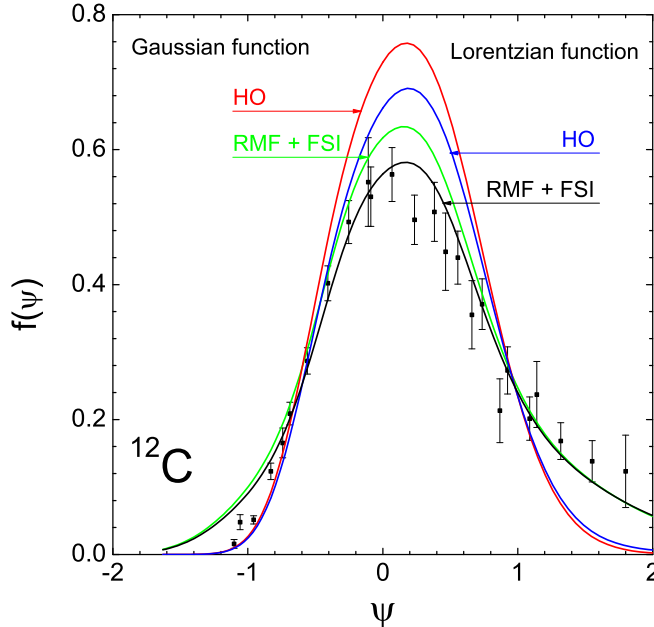 0.8
Gaussian function Lorentzian function
HO
RMF + FSI
HO
RMF + FSI
0.6
0.4
0.2
0.0
f(ψ)
¹²C
-2 -1 0 1 2
ψ